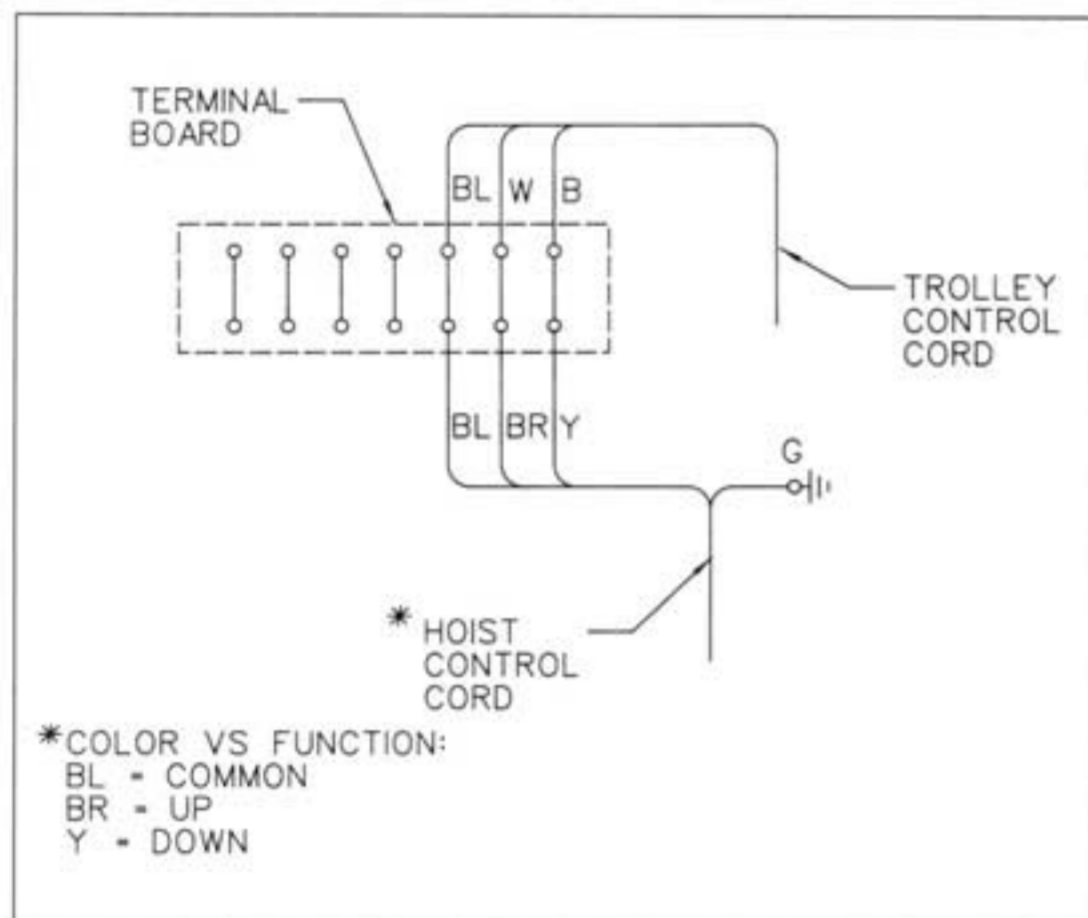 TERMINAL
BOARD
BL W B
TROLLEY
CONTROL
CORD
BL BR Y
G
* HOIST
CONTROL
CORD
*COLOR VS FUNCTION:
BL - COMMON
BR - UP
Y - DOWN